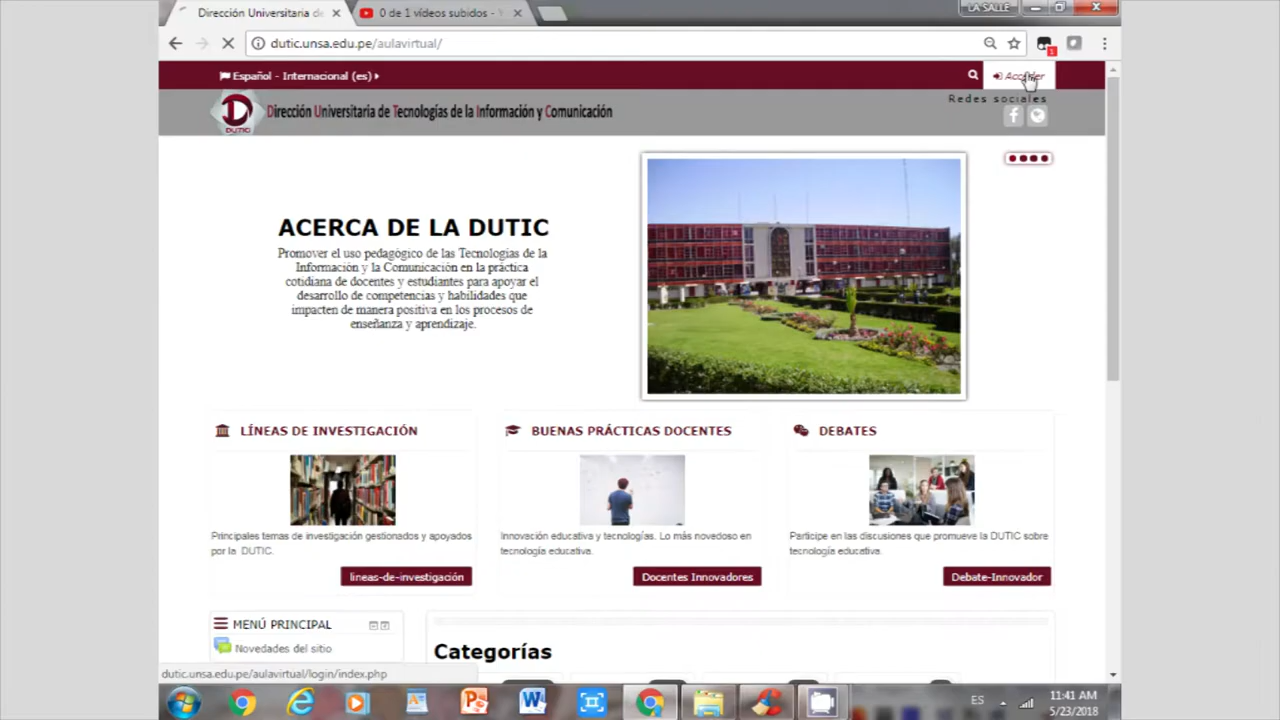 Dirección Universitaria de
0 de 1 vídeos subidos -
LA SALLE
dutic.unsa.edu.pe/aulavirtual/
1
Español - Internacional (es)
Acceder
Redes sociales
DUTIC
Dirección Universitaria de Tecnologías de la Información y Comunicación
ACERCA DE LA DUTIC
Promover el uso pedagógico de las Tecnologías de la
Información y la Comunicación en la práctica
cotidiana de docentes y estudiantes para apoyar el
desarrollo de competencias y habilidades que
impacten de manera positiva en los procesos de
enseñanza y aprendizaje.
LÍNEAS DE INVESTIGACIÓN
Principales temas de investigación gestionados y apoyados
por la DUTIC.
lineas-de-investigación
BUENAS PRÁCTICAS DOCENTES
Innovación educativa y tecnologías. Lo más novedoso en
tecnología educativa.
Docentes Innovadores
DEBATES
Participe en las discusiones que promueve la DUTIC sobre
tecnología educativa.
Debate-Innovador
MENÚ PRINCIPAL
Novedades del sitio
Categorías
dutic.unsa.edu.pe/aulavirtual/login/index.php
ES
11:41 AM
5/23/2018